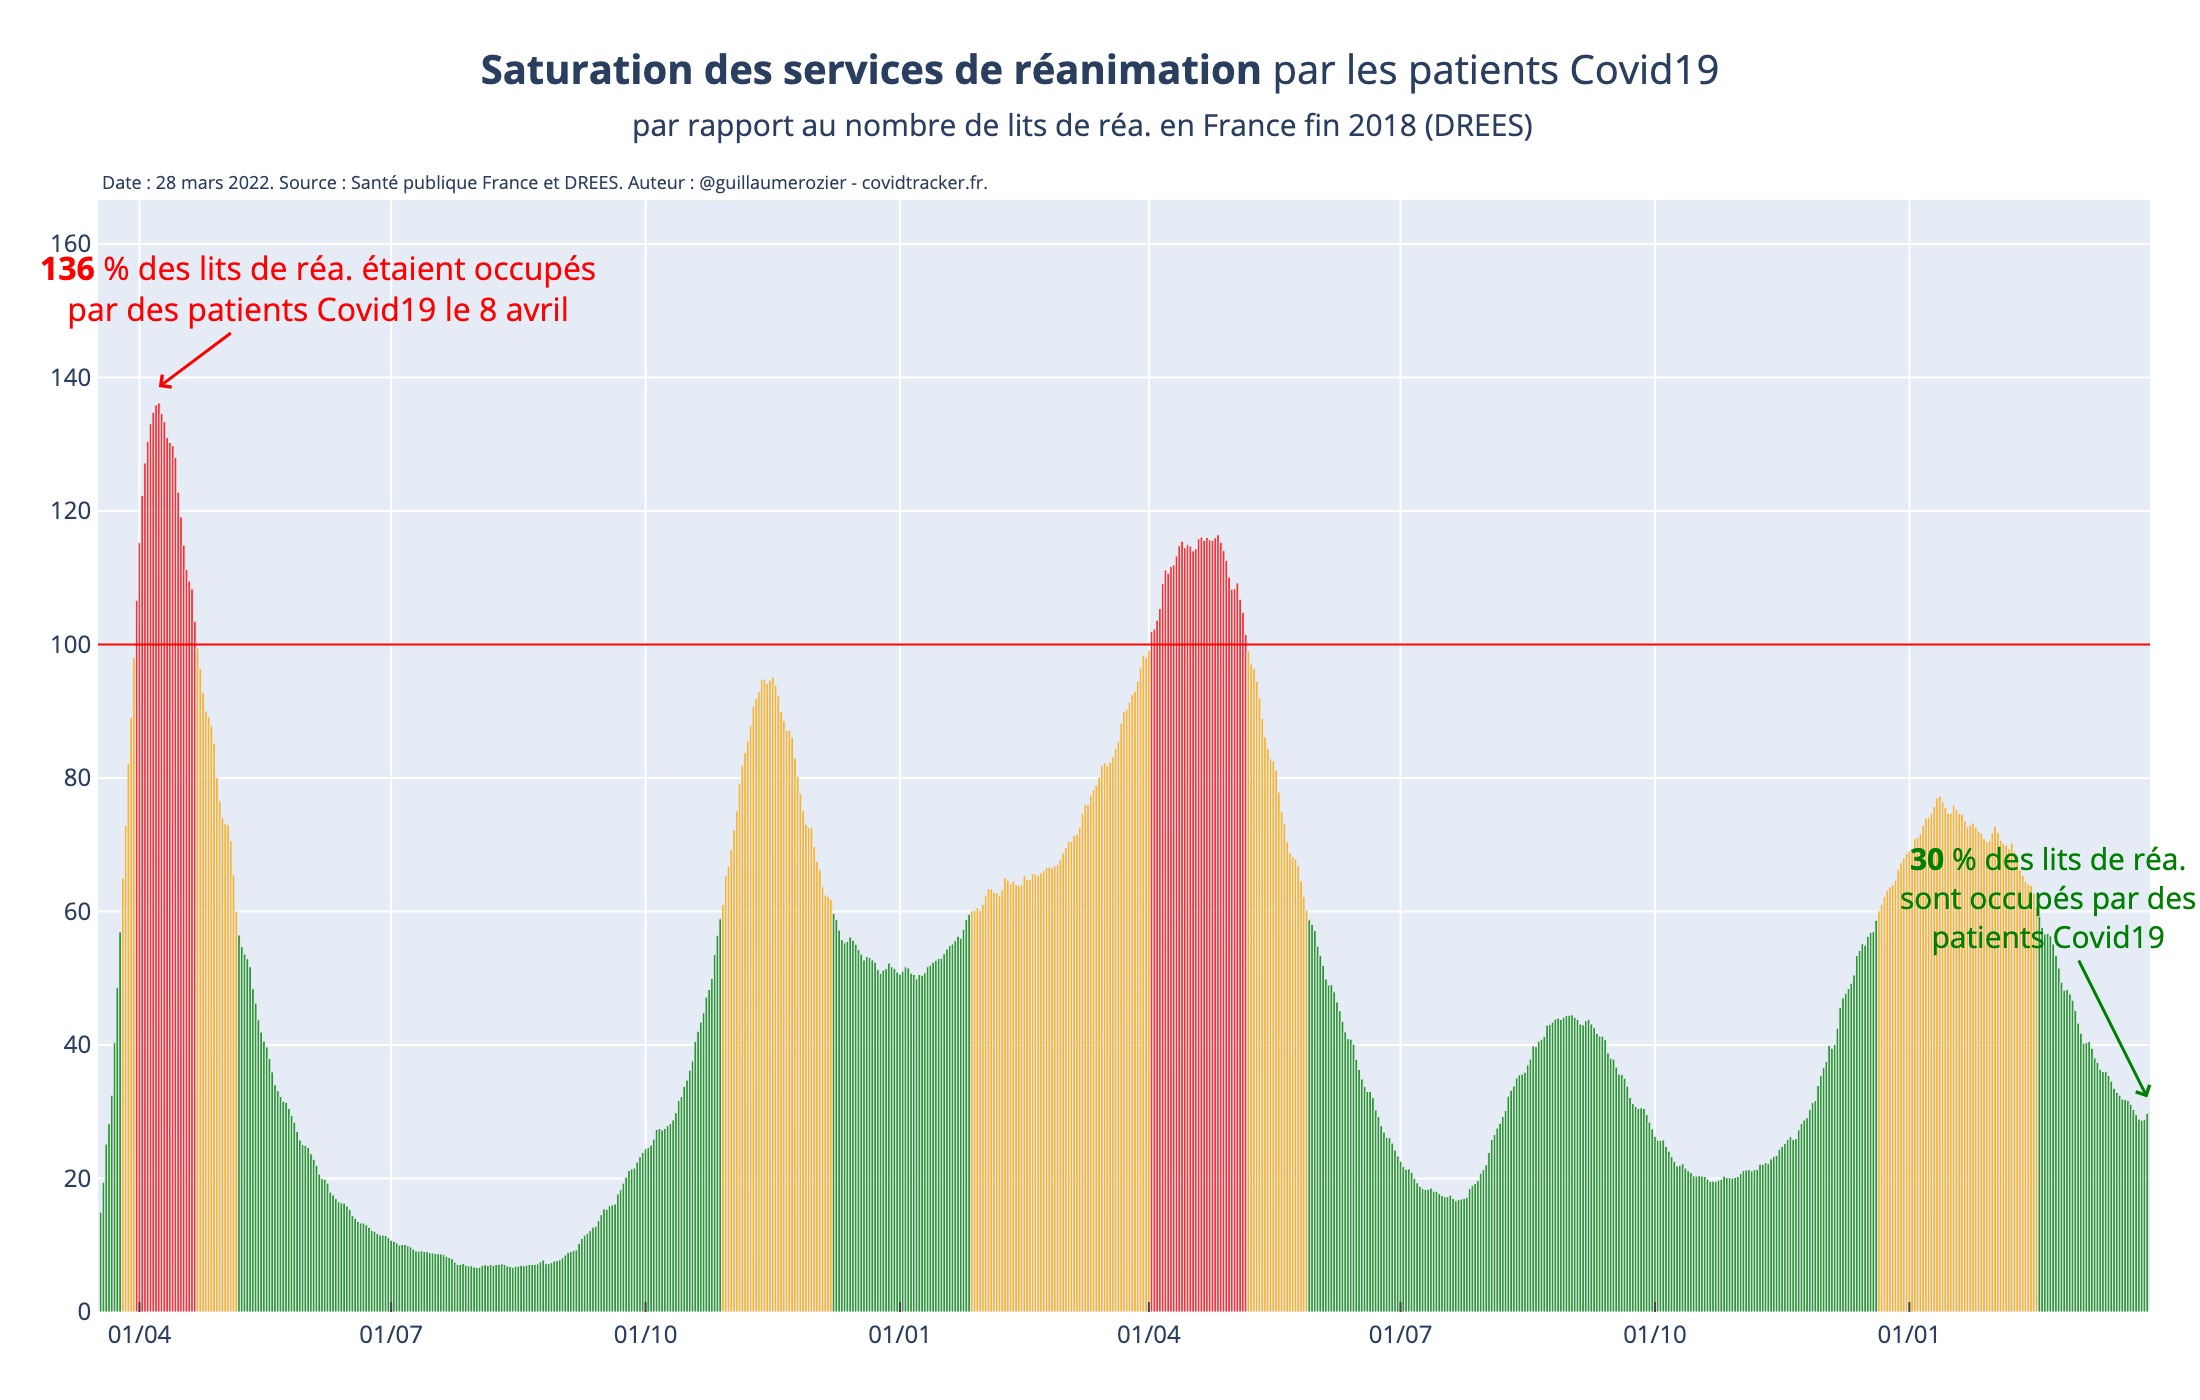 Saturation des services de réanimation par les patients Covid19
par rapport au nombre de lits de réa. en France fin 2018 (DREES)
Date : 28 mars 2022. Source : Santé publique France et DREES. Auteur : @guillaumerozier - covidtracker.fr.
160
136 % des lits de réa. étaient occupés
par des patients Covid19 le 8 avril
140
120
100
80
30 % des lits de réa.
sont occupés par des
patients Covid19
60
40
20
0
01/04 01/07 01/10 01/01 01/04 01/07 01/10 01/01